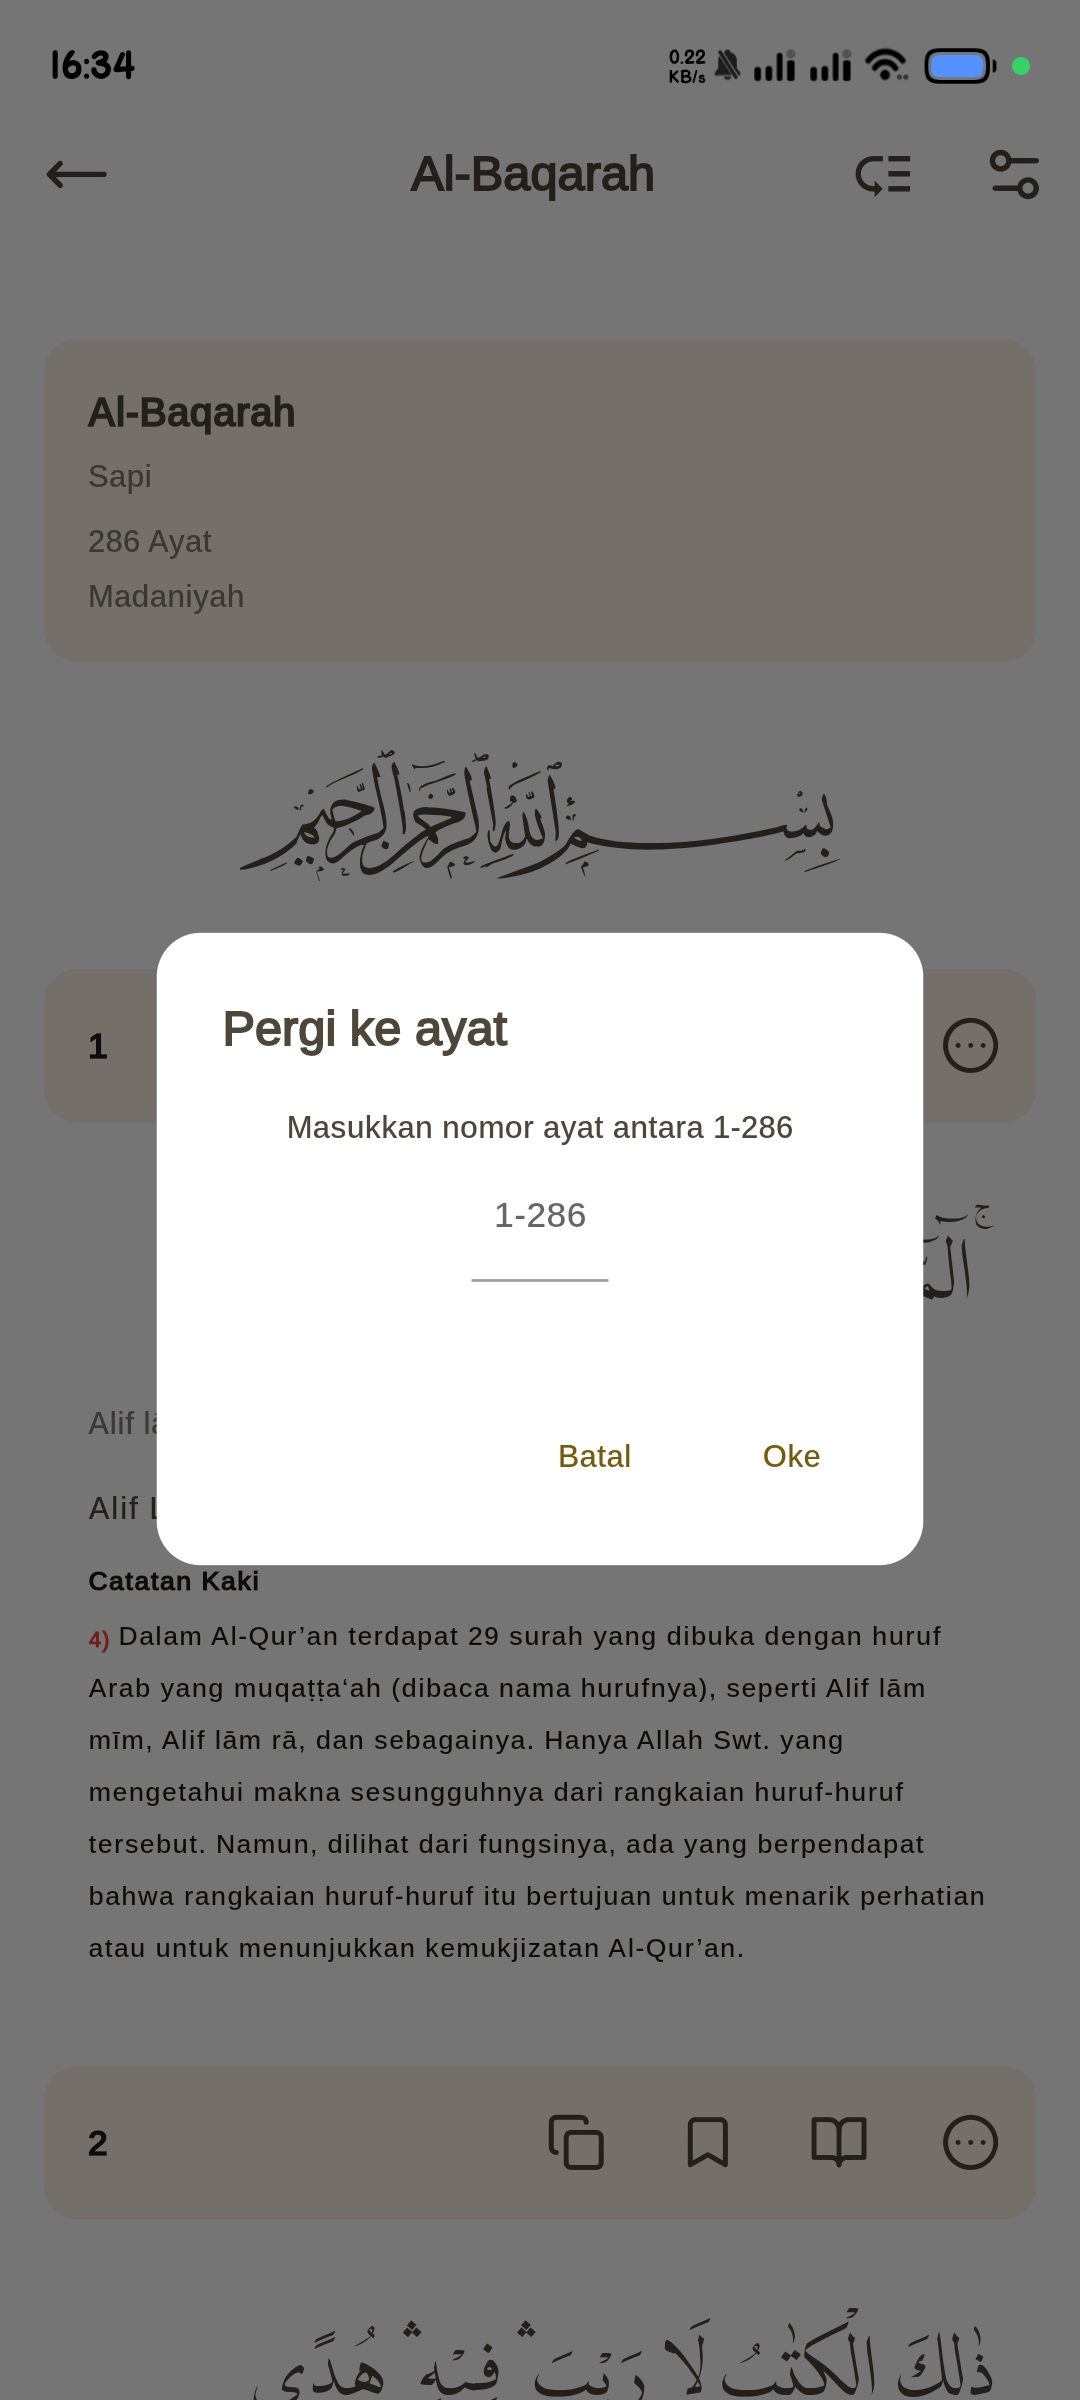 16:34
0.22
KB/s
Al-Baqarah
Al-Baqarah
Sapi
286 Ayat
Madaniyah
بِسْمِ اللّٰهِ الرَّحْمٰنِ الرَّحِيْمِ
1
Pergi ke ayat
Masukkan nomor ayat antara 1-286
1-286
Batal
Oke
Alif
Alif
Catatan Kaki
4) Dalam Al-Qur’an terdapat 29 surah yang dibuka dengan huruf
Arab yang muqaṭṭa‘ah (dibaca nama hurufnya), seperti Alif lām
mīm, Alif lām rā, dan sebagainya. Hanya Allah Swt. yang
mengetahui makna sesungguhnya dari rangkaian huruf-huruf
tersebut. Namun, dilihat dari fungsinya, ada yang berpendapat
bahwa rangkaian huruf-huruf itu bertujuan untuk menarik perhatian
atau untuk menunjukkan kemukjizatan Al-Qur’an.
2
ذٰلِكَ الْكِتٰبُ لَا رَيْبَ ۛ فِيْهِ ۛ هُدًى